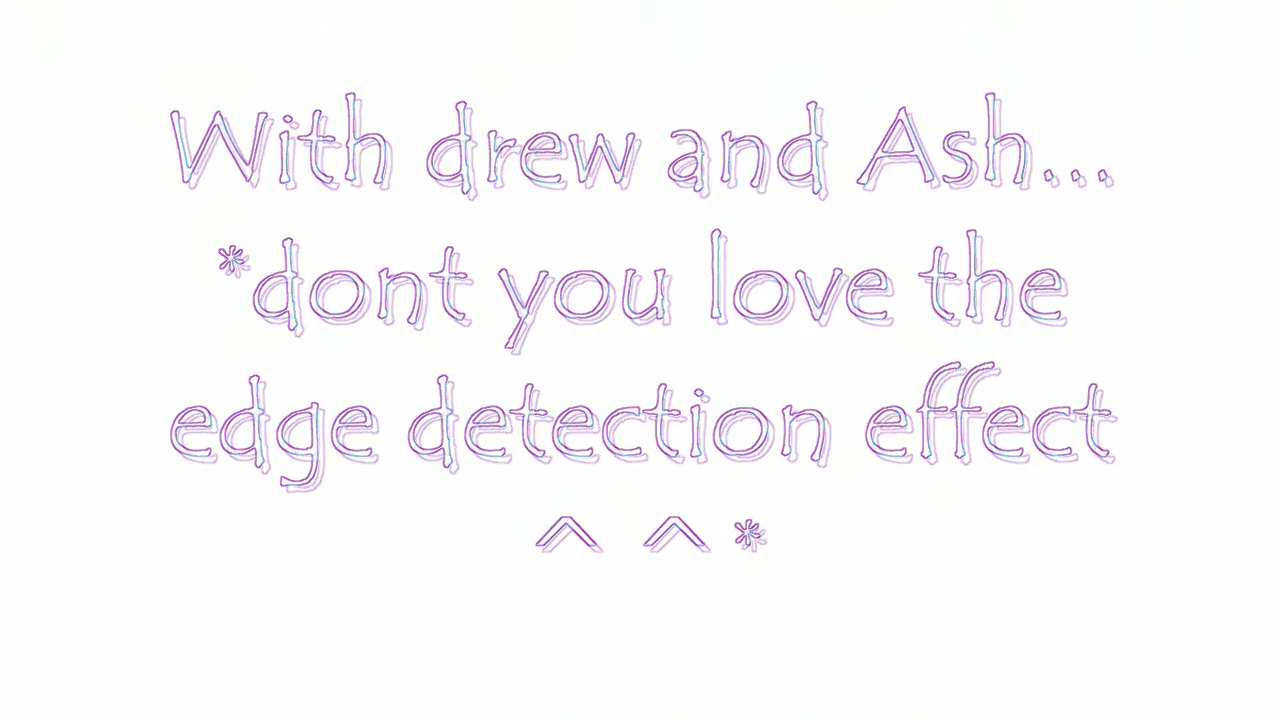 With drew and Ash...
*dont you love the
edge detection effect
^ ^ *